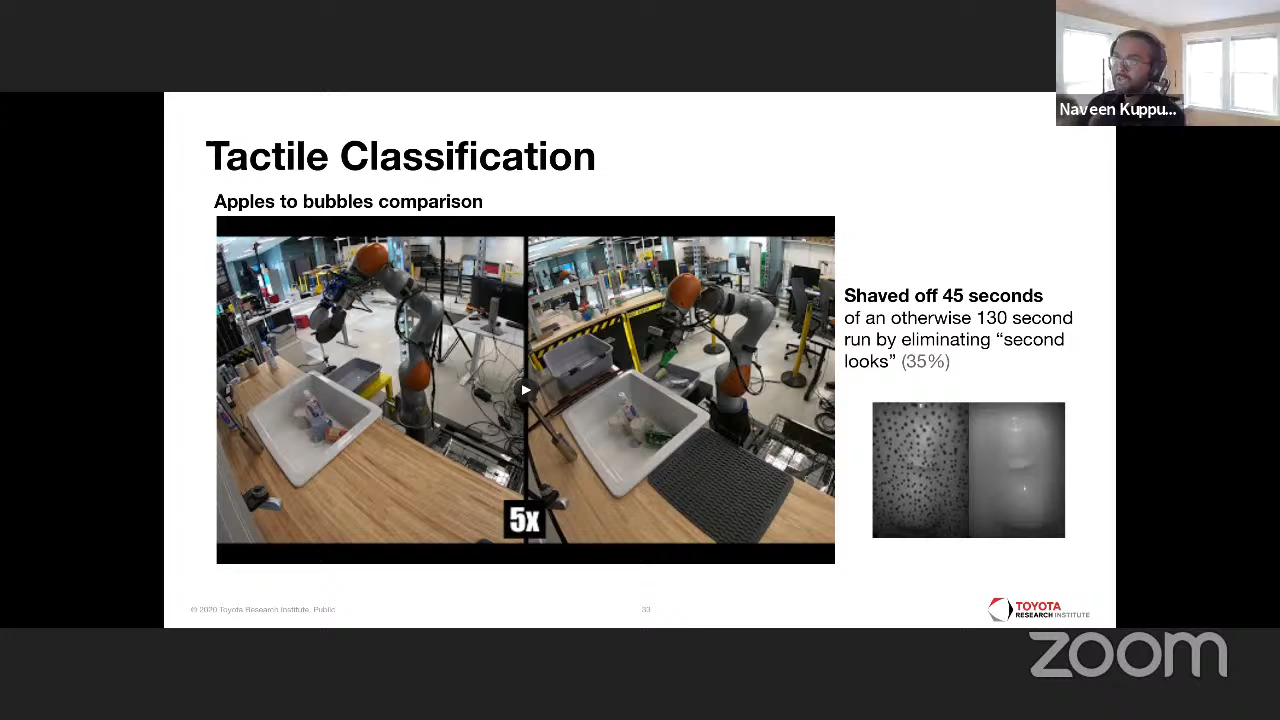 Naveen Kuppu...
Tactile Classification
Apples to bubbles comparison
Shaved off 45 seconds
of an otherwise 130 second
run by eliminating “second
looks” (35%)
5x
© 2020 Toyota Research Institute. Public
33
TOYOTA
RESEARCH INSTITUTE
zoom